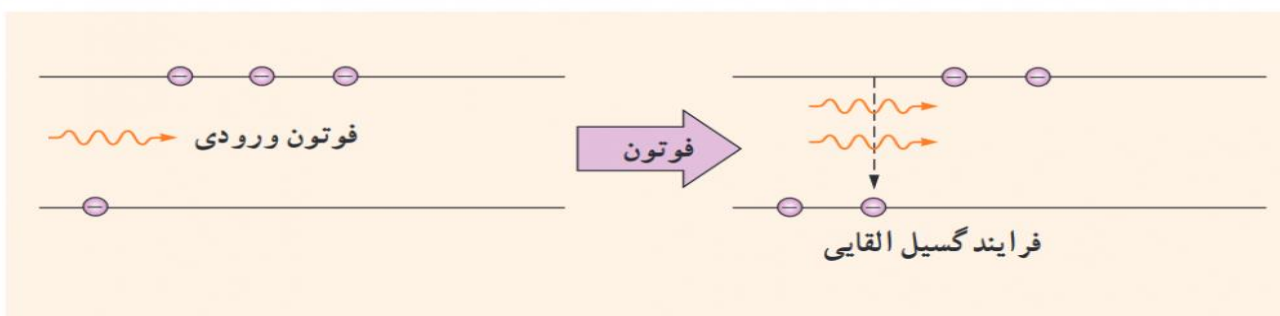 فوتون ورودی
فوتون
فرایند گسیل القایی